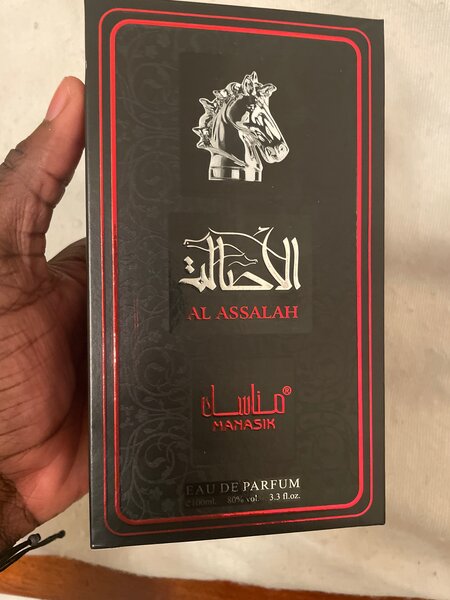 الأصالة
AL ASSALAH
مناسك®
MANASIK
EAU DE PARFUM
℮100ml. 80% vol. 3.3 fl.oz.